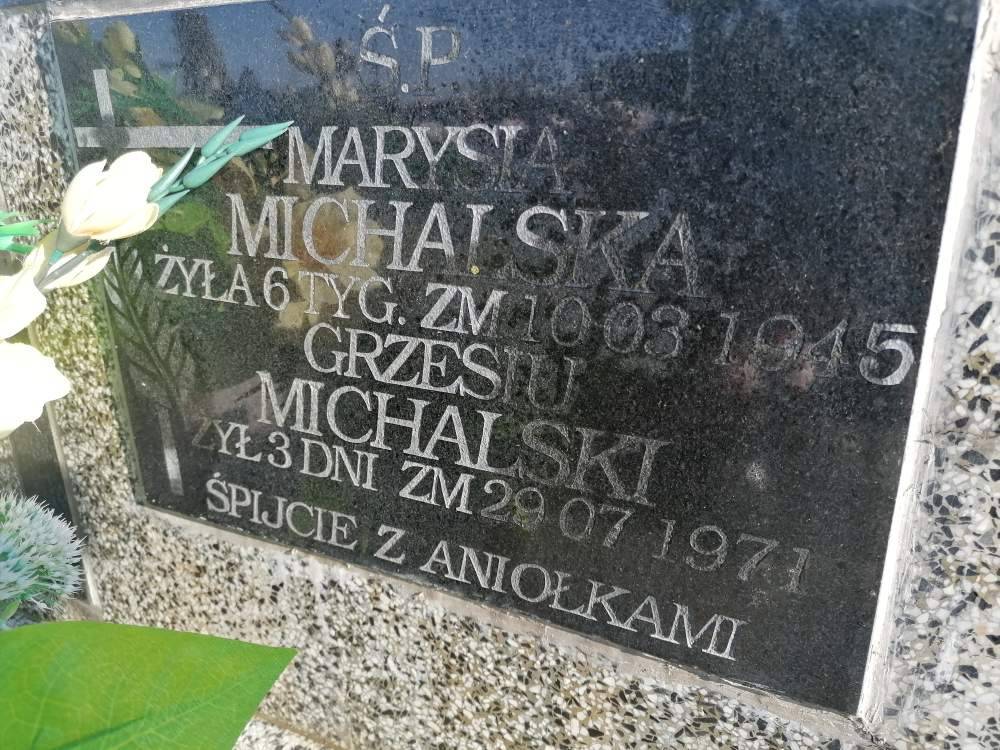 Ś.P
MARYSIA
MICHALSKA
ŻYŁA 6 TYG. ZM 10 03 1945
GRZESIU
MICHALSKI
ŻYŁ 3 DNI ZM 29 07 1971
ŚPIJCIE Z ANIOŁKAMI